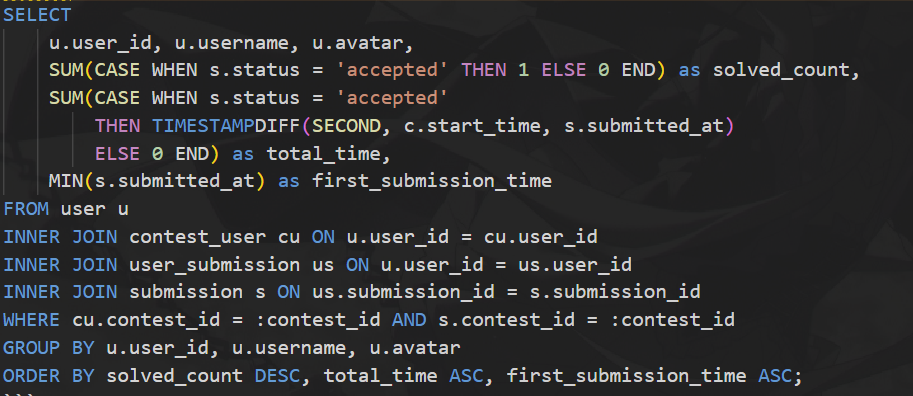 SELECT
u.user_id, u.username, u.avatar,
SUM(CASE WHEN s.status = 'accepted' THEN 1 ELSE 0 END) as solved_count,
SUM(CASE WHEN s.status = 'accepted'
THEN TIMESTAMPDIFF(SECOND, c.start_time, s.submitted_at)
ELSE 0 END) as total_time,
MIN(s.submitted_at) as first_submission_time
FROM user u
INNER JOIN contest_user cu ON u.user_id = cu.user_id
INNER JOIN user_submission us ON u.user_id = us.user_id
INNER JOIN submission s ON us.submission_id = s.submission_id
WHERE cu.contest_id = :contest_id AND s.contest_id = :contest_id
GROUP BY u.user_id, u.username, u.avatar
ORDER BY solved_count DESC, total_time ASC, first_submission_time ASC;
```